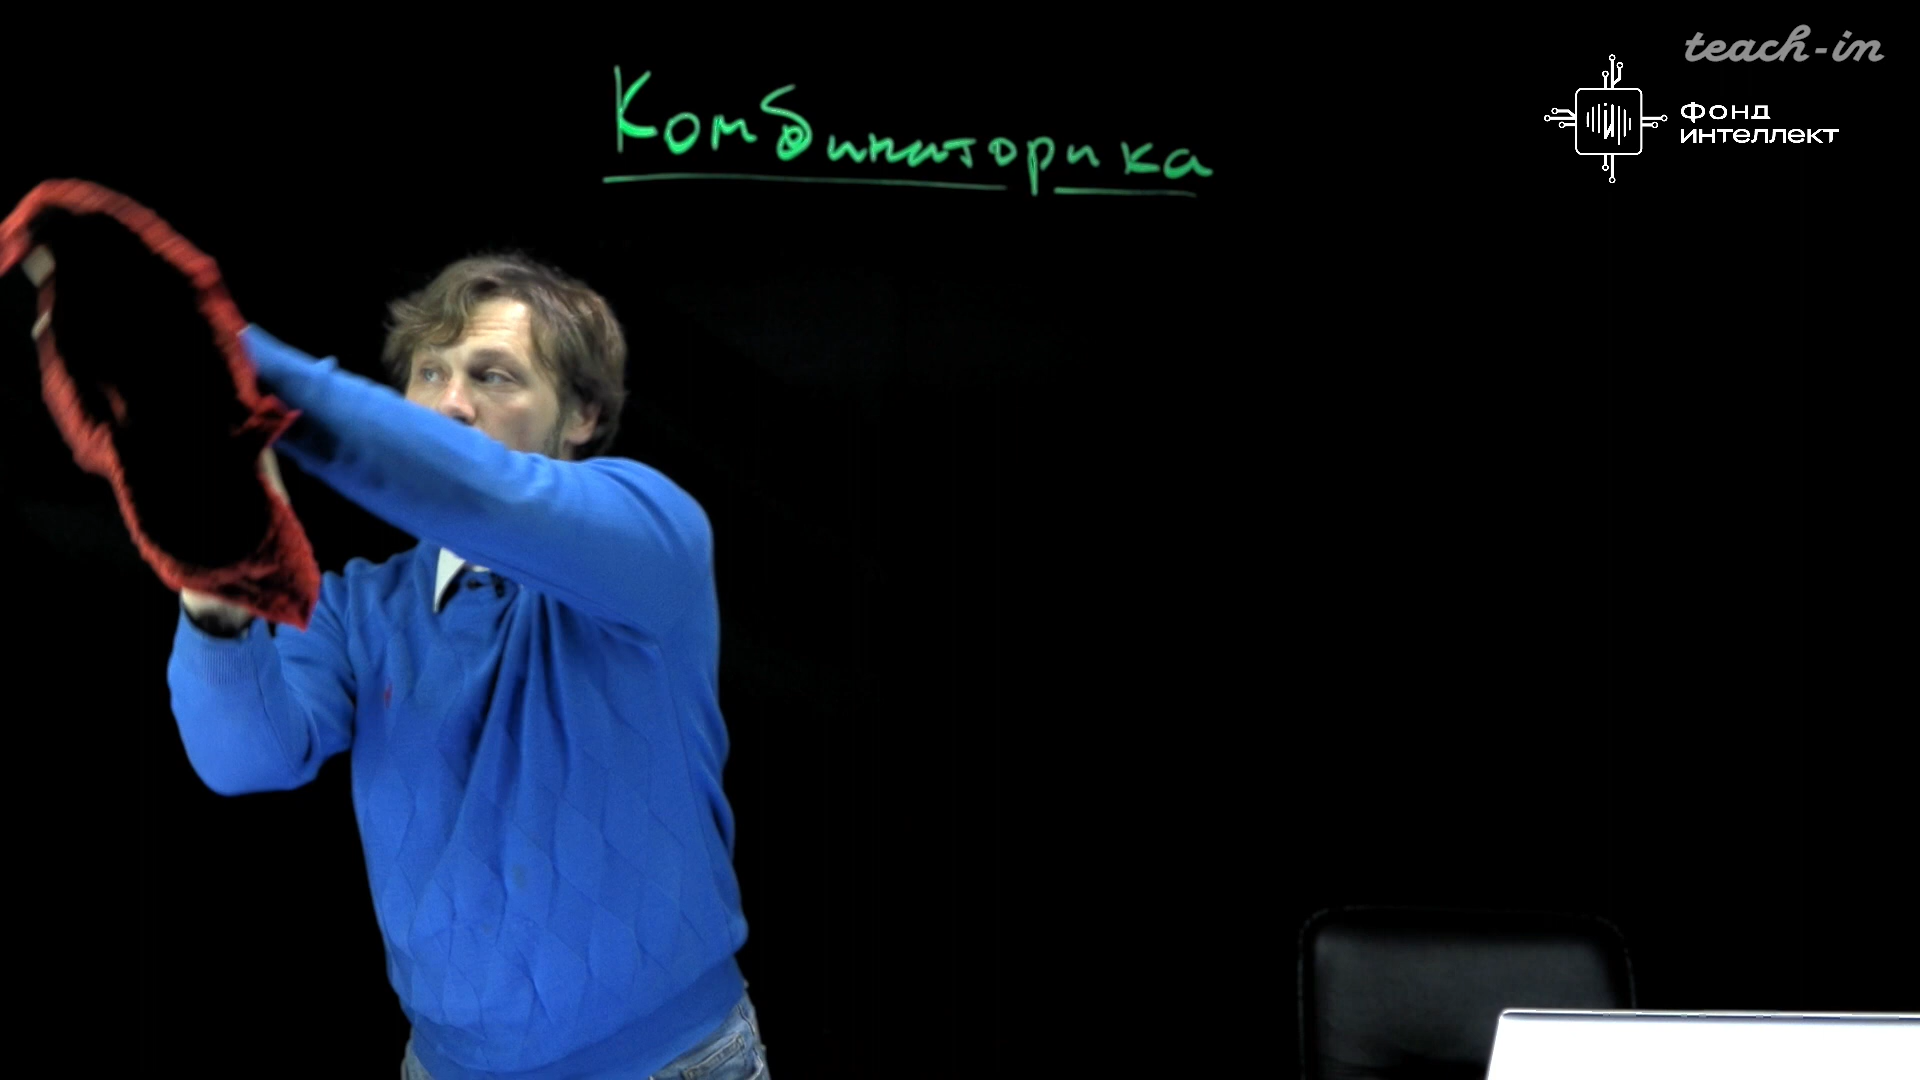 teach-in
Комбинаторика
фонд
интеллект